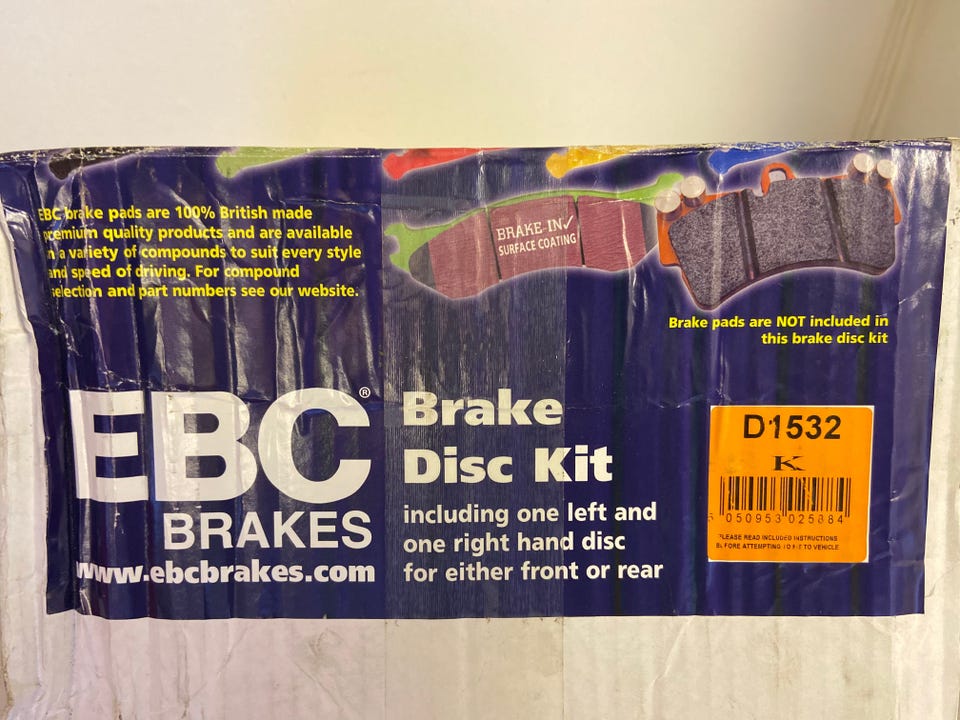 EBC brake pads are 100% British made
premium quality products and are available
in a variety of compounds to suit every style
and speed of driving. For compound
selection and part numbers see our website.
BRAKE-IN✓
SURFACE COATING
Brake pads are NOT included in
this brake disc kit
EBC®
BRAKES
www.ebcbrakes.com
Brake
Disc Kit
including one left and
one right hand disc
for either front or rear
D1532
K
5 050953 025884
PLEASE READ INCLUDED INSTRUCTIONS
BEFORE ATTEMPTING TO FIT TO VEHICLE